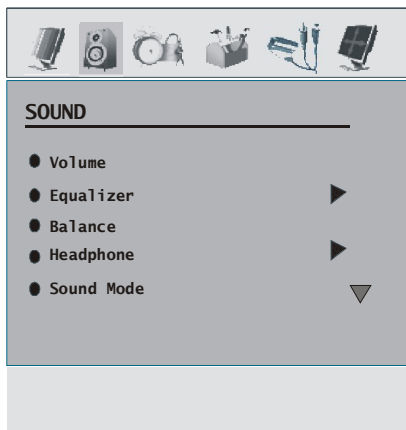 SOUND
Volume
Equalizer
Balance
Headphone
Sound Mode